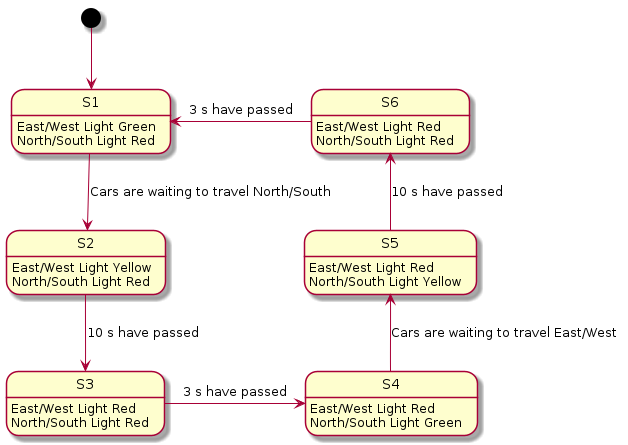 S1
East/West Light Green
North/South Light Red
3 s have passed
S6
East/West Light Red
North/South Light Red
Cars are waiting to travel North/South
10 s have passed
S2
East/West Light Yellow
North/South Light Red
S5
East/West Light Red
North/South Light Yellow
10 s have passed
Cars are waiting to travel East/West
S3
East/West Light Red
North/South Light Red
3 s have passed
S4
East/West Light Red
North/South Light Green